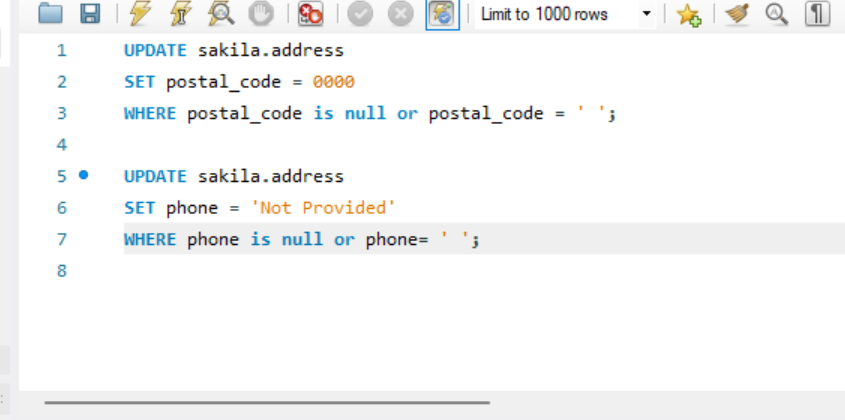 Limit to 1000 rows
1 UPDATE sakila.address
2 SET postal_code = 0000
3 WHERE postal_code is null or postal_code = ' ';
4
5 UPDATE sakila.address
6 SET phone = 'Not Provided'
7 WHERE phone is null or phone= ' ';
8